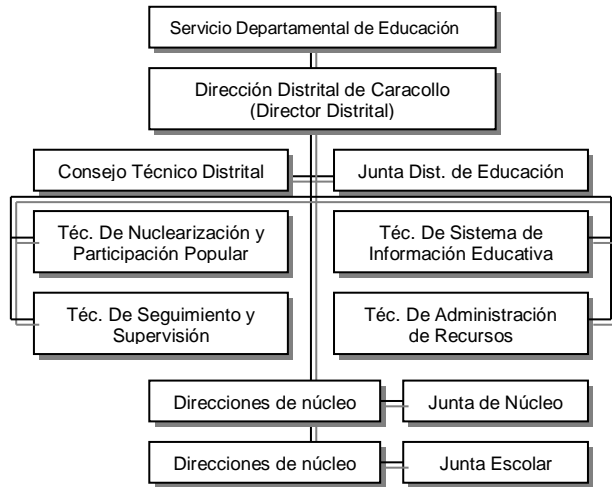 Servicio Departamental de Educación
Dirección Distrital de Caracollo
(Director Distrital)
Consejo Técnico Distrital
Junta Dist. de Educación
Téc. De Nuclearización y
Participación Popular
Téc. De Sistema de
Información Educativa
Téc. De Seguimiento y
Supervisión
Téc. De Administración
de Recursos
Direcciones de núcleo
Junta de Núcleo
Direcciones de núcleo
Junta Escolar